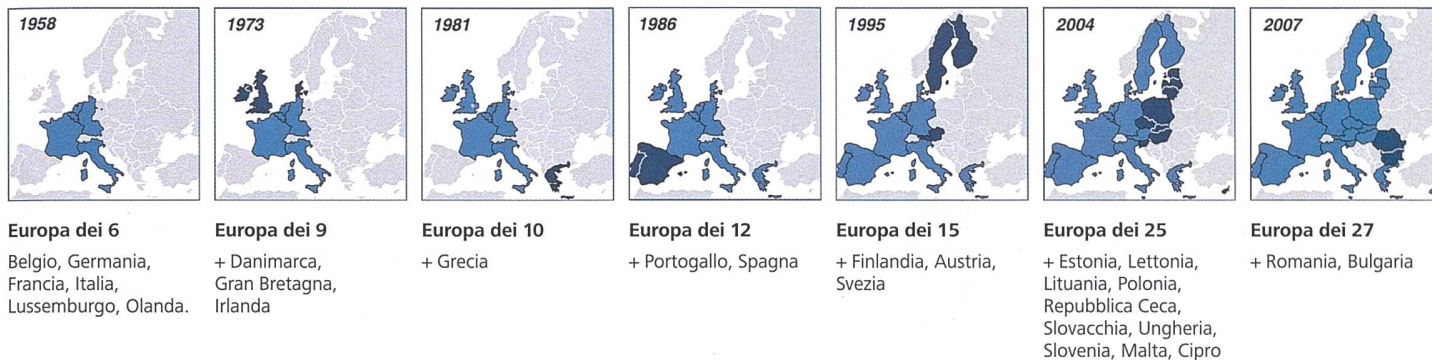 1958
1973
1981
1986
1995
2004
2007
Europa dei 6
Belgio, Germania,
Francia, Italia,
Lussemburgo, Olanda.
Europa dei 9
+ Danimarca,
Gran Bretagna,
Irlanda
Europa dei 10
+ Grecia
Europa dei 12
+ Portogallo, Spagna
Europa dei 15
+ Finlandia, Austria,
Svezia
Europa dei 25
+ Estonia, Lettonia,
Lituania, Polonia,
Repubblica Ceca,
Slovacchia, Ungheria,
Slovenia, Malta, Cipro
Europa dei 27
+ Romania, Bulgaria